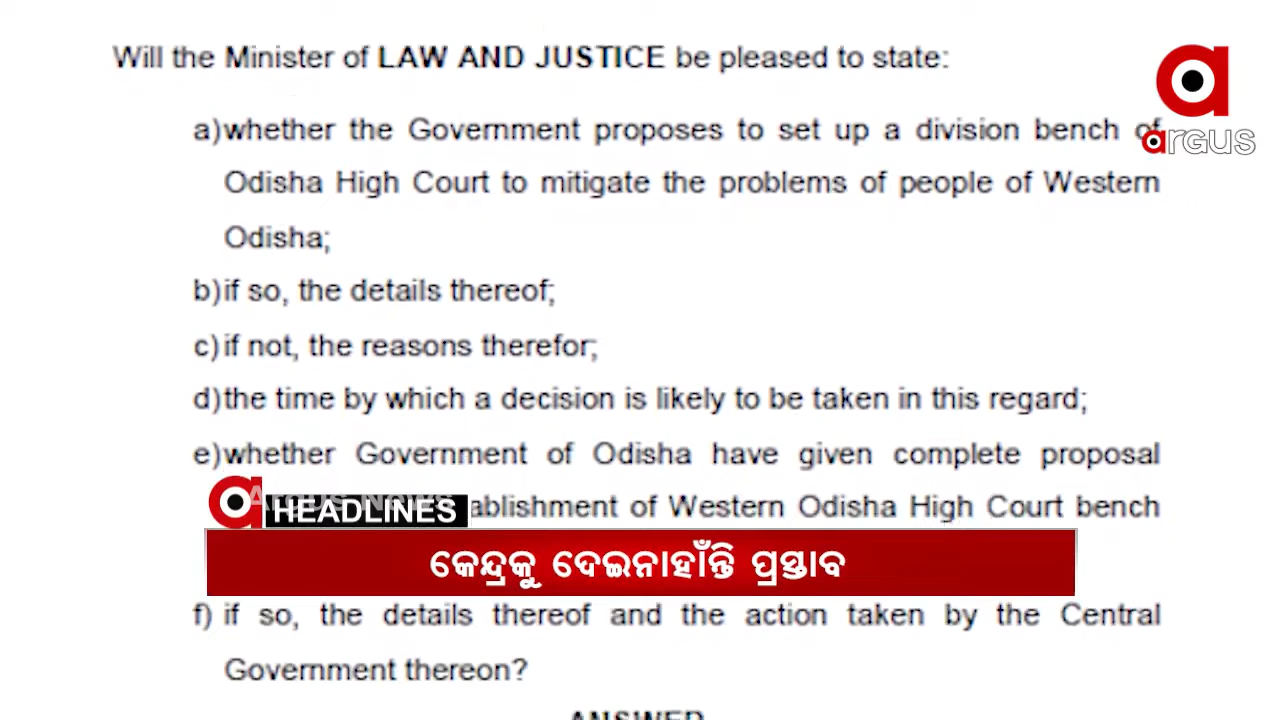 Will the Minister of LAW AND JUSTICE be pleased to state:
a) whether the Government proposes to set up a division bench of
Odisha High Court to mitigate the problems of people of Western
Odisha;
b) if so, the details thereof;
c) if not, the reasons therefor;
d) the time by which a decision is likely to be taken in this regard;
e) whether Government of Odisha have given complete proposal
ablishment of Western Odisha High Court bench
f) if so, the details thereof and the action taken by the Central
Government thereon?
ANSWER
argus
ARGUS NEWS
HEADLINES
କେନ୍ଦ୍ରକୁ ଦେଇନାହାଁନ୍ତି ପ୍ରସ୍ତାବ